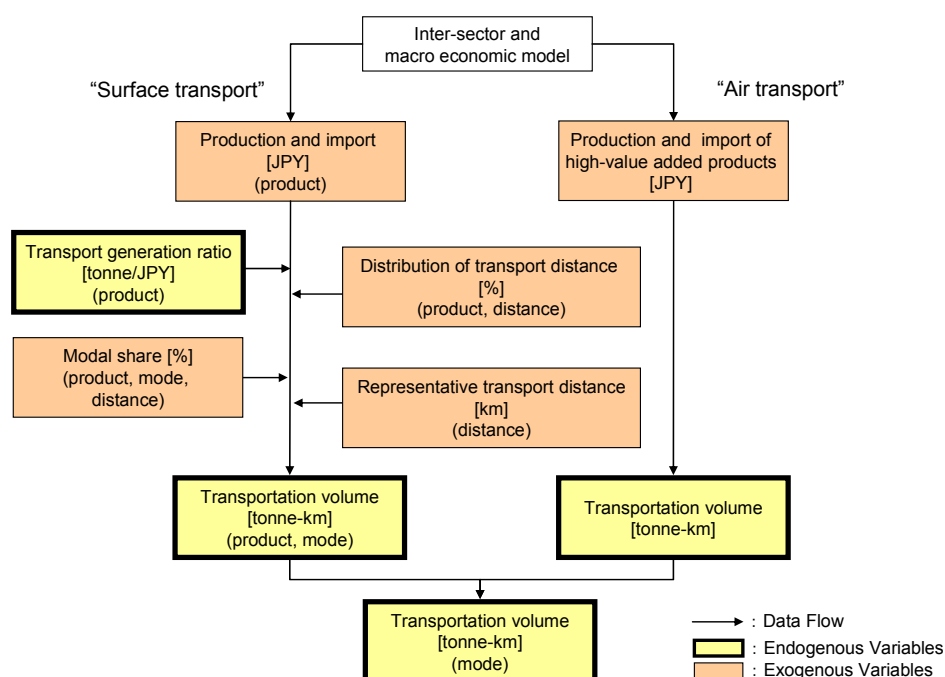 Inter-sector and
macro economic model
“Surface transport”
“Air transport”
Production and import
[JPY]
(product)
Production and import of
high-value added products
[JPY]
Transport generation ratio
[tonne/JPY]
(product)
Distribution of transport distance
[%]
(product, distance)
Modal share [%]
(product, mode,
distance)
Representative transport distance
[km]
(distance)
Transportation volume
[tonne-km]
(product, mode)
Transportation volume
[tonne-km]
Transportation volume
[tonne-km]
(mode)
: Data Flow
: Endogenous Variables
: Exogenous Variables